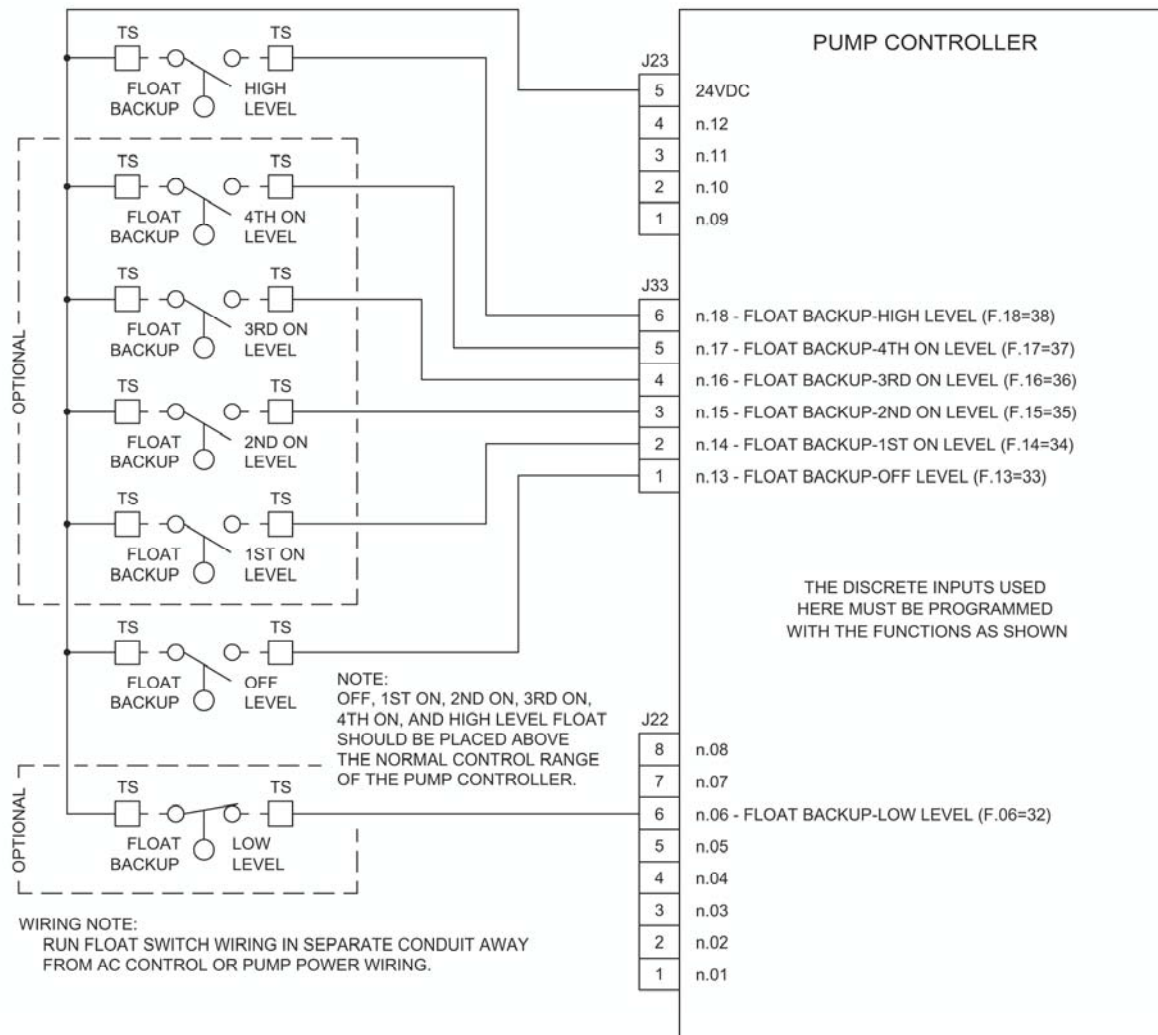 PUMP CONTROLLER
TS TS
FLOAT BACKUP
HIGH LEVEL
OPTIONAL
TS TS
FLOAT BACKUP
4TH ON LEVEL
TS TS
FLOAT BACKUP
3RD ON LEVEL
TS TS
FLOAT BACKUP
2ND ON LEVEL
TS TS
FLOAT BACKUP
1ST ON LEVEL
TS TS
FLOAT BACKUP
OFF LEVEL
NOTE:
OFF, 1ST ON, 2ND ON, 3RD ON,
4TH ON, AND HIGH LEVEL FLOAT
SHOULD BE PLACED ABOVE
THE NORMAL CONTROL RANGE
OF THE PUMP CONTROLLER.
OPTIONAL
TS TS
FLOAT BACKUP
LOW LEVEL
WIRING NOTE:
RUN FLOAT SWITCH WIRING IN SEPARATE CONDUIT AWAY
FROM AC CONTROL OR PUMP POWER WIRING.
J23
5 24VDC
4 n.12
3 n.11
2 n.10
1 n.09
J33
6 n.18 - FLOAT BACKUP-HIGH LEVEL (F.18=38)
5 n.17 - FLOAT BACKUP-4TH ON LEVEL (F.17=37)
4 n.16 - FLOAT BACKUP-3RD ON LEVEL (F.16=36)
3 n.15 - FLOAT BACKUP-2ND ON LEVEL (F.15=35)
2 n.14 - FLOAT BACKUP-1ST ON LEVEL (F.14=34)
1 n.13 - FLOAT BACKUP-OFF LEVEL (F.13=33)
THE DISCRETE INPUTS USED
HERE MUST BE PROGRAMMED
WITH THE FUNCTIONS AS SHOWN
J22
8 n.08
7 n.07
6 n.06 - FLOAT BACKUP-LOW LEVEL (F.06=32)
5 n.05
4 n.04
3 n.03
2 n.02
1 n.01